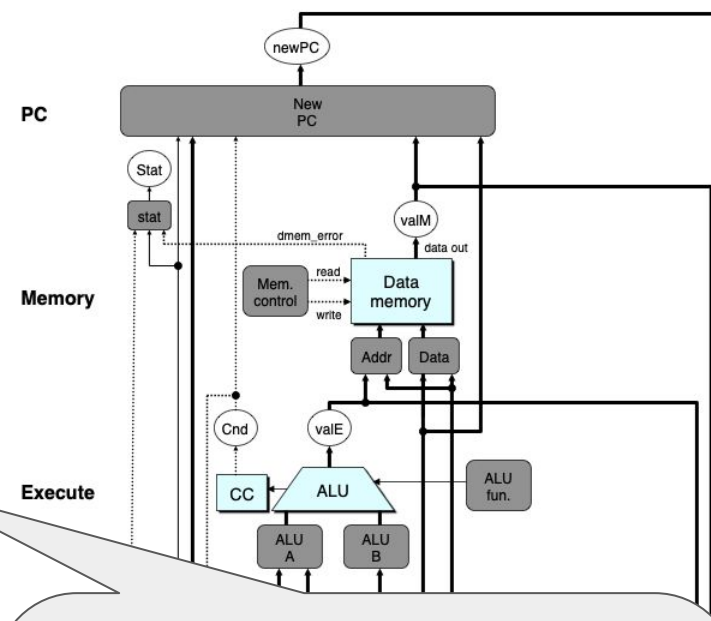 newPC
PC
New
PC
Stat
stat
valM
dmem_error
data out
Memory
Mem.
control
read
write
Data
memory
Addr
Data
Cnd
valE
Execute
CC
ALU
ALU
fun.
ALU
A
ALU
B